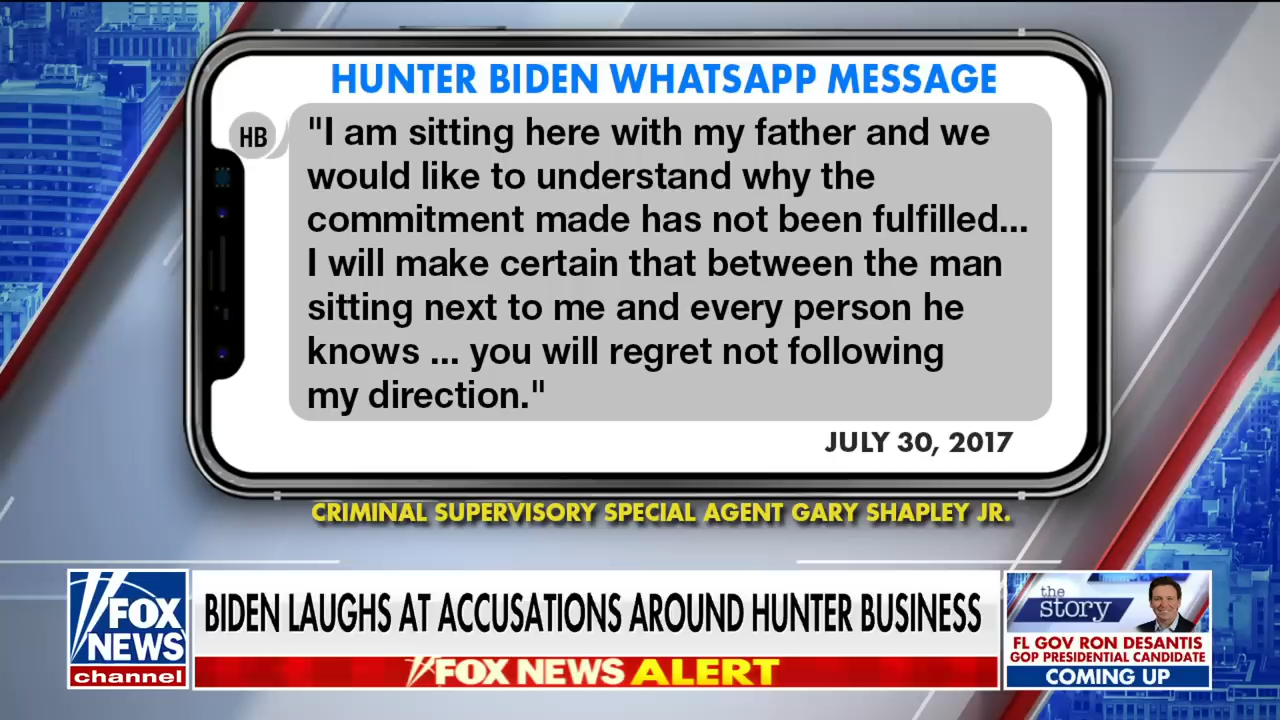 HUNTER BIDEN WHATSAPP MESSAGE
HB
"I am sitting here with my father and we
would like to understand why the
commitment made has not been fulfilled...
I will make certain that between the man
sitting next to me and every person he
knows ... you will regret not following
my direction."
JULY 30, 2017
CRIMINAL SUPERVISORY SPECIAL AGENT GARY SHAPLEY JR.
FOX
NEWS
channel
BIDEN LAUGHS AT ACCUSATIONS AROUND HUNTER BUSINESS
FOX NEWS ALERT
the
story
FL GOV RON DESANTIS
GOP PRESIDENTIAL CANDIDATE
COMING UP